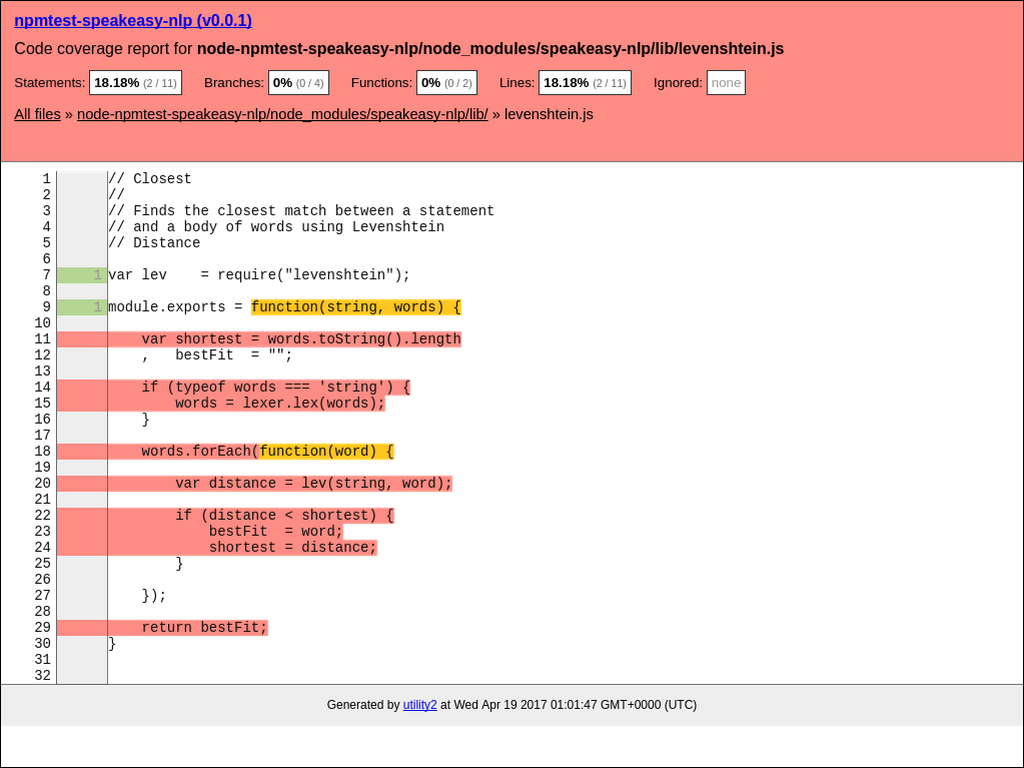 npmtest-speakeasy-nlp (v0.0.1)
Code coverage report for node-npmtest-speakeasy-nlp/node_modules/speakeasy-nlp/lib/levenshtein.js
Statements: 18.18% (2 / 11) Branches: 0% (0 / 4) Functions: 0% (0 / 2) Lines: 18.18% (2 / 11) Ignored: none
All files » node-npmtest-speakeasy-nlp/node_modules/speakeasy-nlp/lib/ » levenshtein.js
1 // Closest
2 //
3 // Finds the closest match between a statement
4 // and a body of words using Levenshtein
5 // Distance
6
7 1 var lev    = require("levenshtein");
8
9 1 module.exports = function(string, words) {
10
11     var shortest = words.toString().length
12     ,   bestFit  = "";
13
14     if (typeof words === 'string') {
15         words = lexer.lex(words);
16     }
17
18     words.forEach(function(word) {
19
20         var distance = lev(string, word);
21
22         if (distance < shortest) {
23             bestFit  = word;
24             shortest = distance;
25         }
26
27     });
28
29     return bestFit;
30 }
31
32
Generated by utility2 at Wed Apr 19 2017 01:01:47 GMT+0000 (UTC)